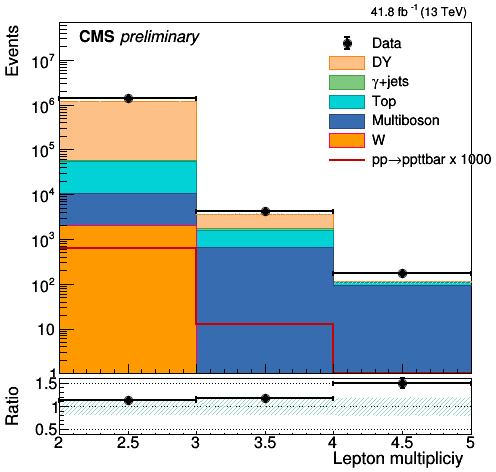 41.8 fb⁻¹ (13 TeV)
CMS preliminary
Events
Data
DY
γ+jets
Top
Multiboson
W
pp→ppttbar x 1000
10⁷
10⁶
10⁵
10⁴
10³
10²
10
1
Ratio
1.5
1
0.5
2 2.5 3 3.5 4 4.5 5
Lepton multipliciy